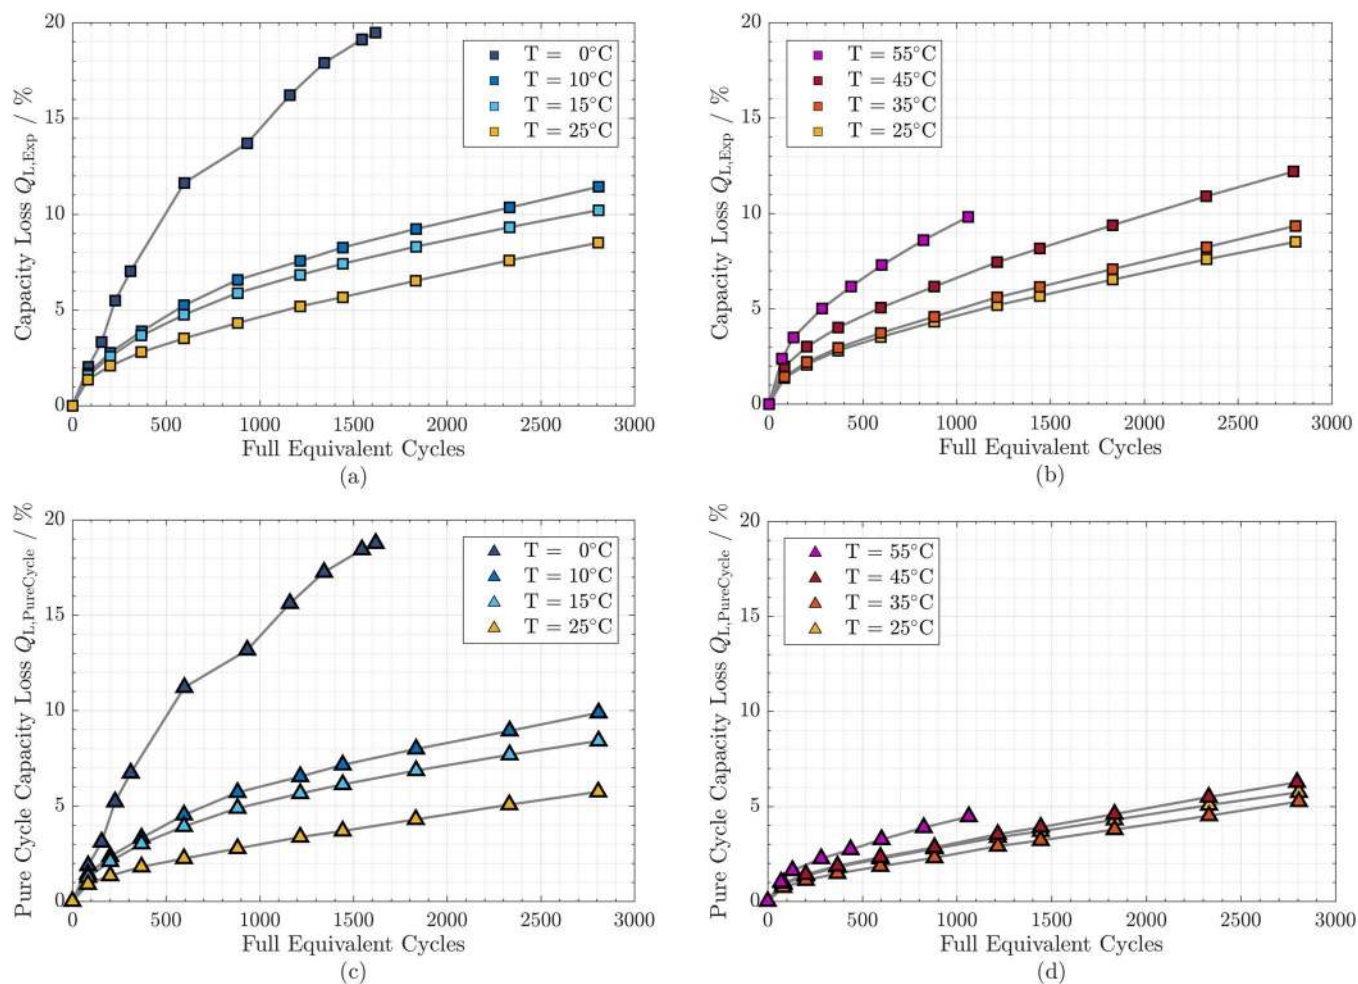 20
15
10
5
0
0 500 1000 1500 2000 2500 3000
Capacity Loss Q_L,Exp / %
Full Equivalent Cycles
T = 0°C
T = 10°C
T = 15°C
T = 25°C
(a)
20
15
10
5
0
0 500 1000 1500 2000 2500 3000
Capacity Loss Q_L,Exp / %
Full Equivalent Cycles
T = 55°C
T = 45°C
T = 35°C
T = 25°C
(b)
20
15
10
5
0
0 500 1000 1500 2000 2500 3000
Pure Cycle Capacity Loss Q_L,PureCycle / %
Full Equivalent Cycles
T = 0°C
T = 10°C
T = 15°C
T = 25°C
(c)
20
15
10
5
0
0 500 1000 1500 2000 2500 3000
Pure Cycle Capacity Loss Q_L,PureCycle / %
Full Equivalent Cycles
T = 55°C
T = 45°C
T = 35°C
T = 25°C
(d)